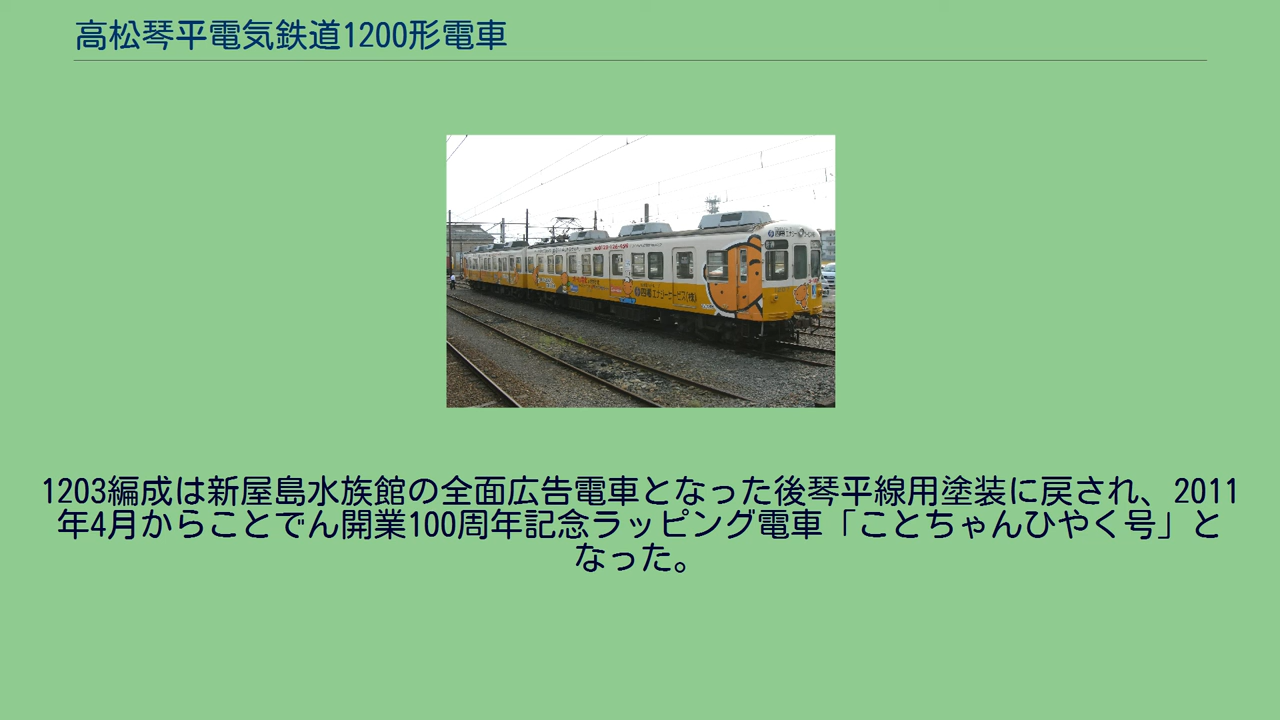 高松琴平電気鉄道1200形電車
1203編成は新屋島水族館の全面広告電車となった後琴平線用塗装に戻され、2011
年4月からことでん開業100周年記念ラッピング電車「ことちゃんひやく号」と
なった。